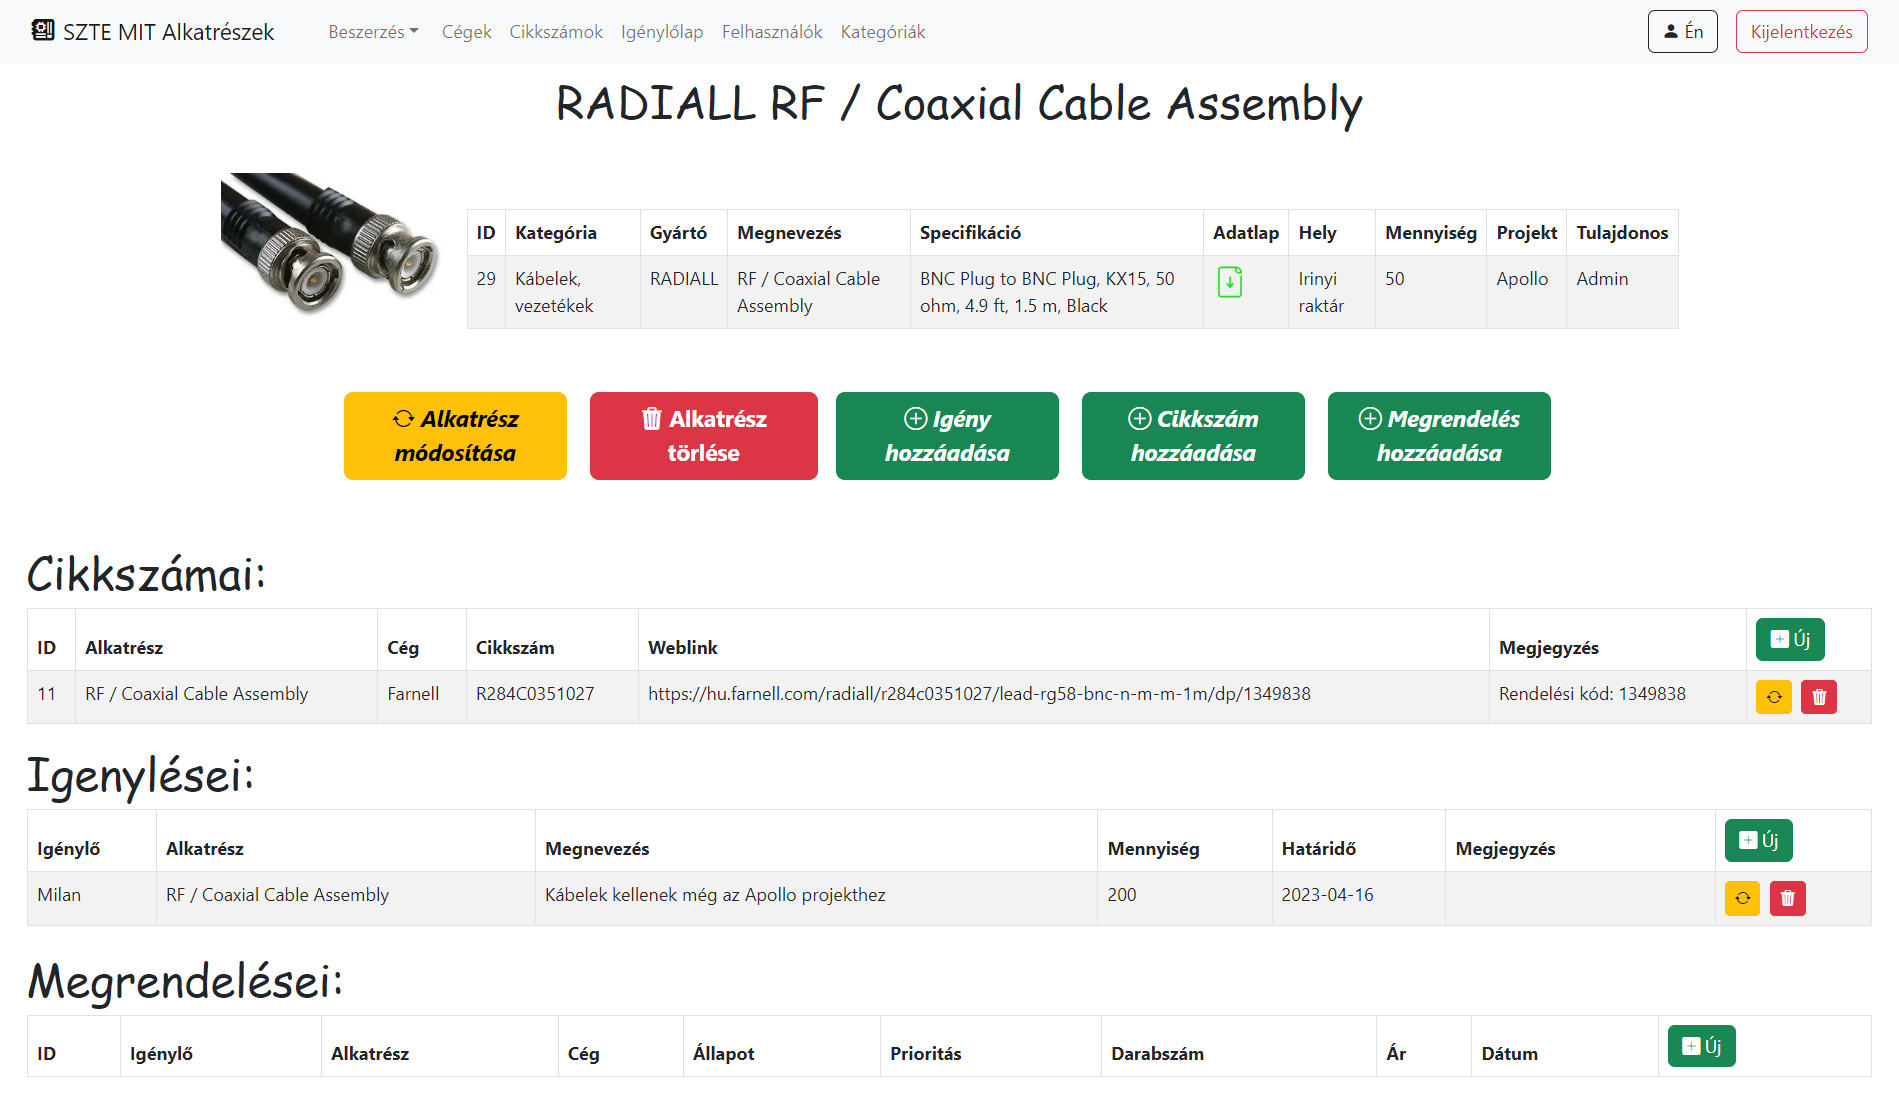 SZTE MIT Alkatrészek Beszerzés Cégek Cikkszámok Igénylőlap Felhasználók Kategóriák Én Kijelentkezés
RADIALL RF / Coaxial Cable Assembly
ID Kategória Gyártó Megnevezés Specifikáció Adatlap Hely Mennyiség Projekt Tulajdonos
29 Kábelek, RADIALL RF / Coaxial Cable BNC Plug to BNC Plug, KX15, 50 Irinyi 50 Apollo Admin
vezetékek Assembly ohm, 4.9 ft, 1.5 m, Black raktár
Alkatrész módosítása
Alkatrész törlése
Igény hozzáadása
Cikkszám hozzáadása
Megrendelés hozzáadása
Cikkszámai:
ID Alkatrész Cég Cikkszám Weblink Megjegyzés Új
11 RF / Coaxial Cable Assembly Farnell R284C0351027 https://hu.farnell.com/radiall/r284c0351027/lead-rg58-bnc-n-m-m-1m/dp/1349838 Rendelési kód: 1349838
Igenylései:
Igénylő Alkatrész Megnevezés Mennyiség Határidő Megjegyzés Új
Milan RF / Coaxial Cable Assembly Kábelek kellenek még az Apollo projekthez 200 2023-04-16
Megrendelései:
ID Igénylő Alkatrész Cég Állapot Prioritás Darabszám Ár Dátum Új